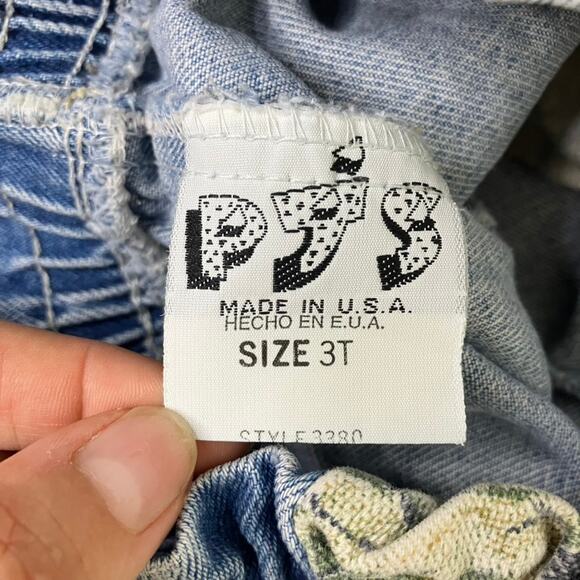 PJ'S
MADE IN U.S.A.
HECHO EN E.U.A.
SIZE 3T
STYLE 3380